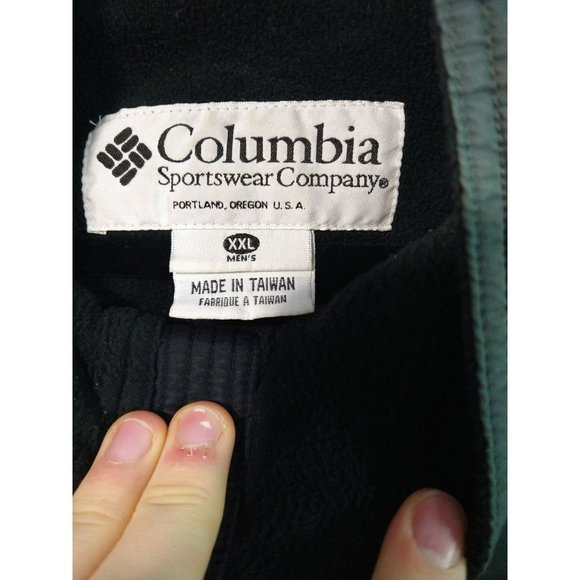 Columbia
Sportswear Company®
PORTLAND, OREGON U.S.A.
XXL
MEN'S
MADE IN TAIWAN
FABRIQUE A TAIWAN